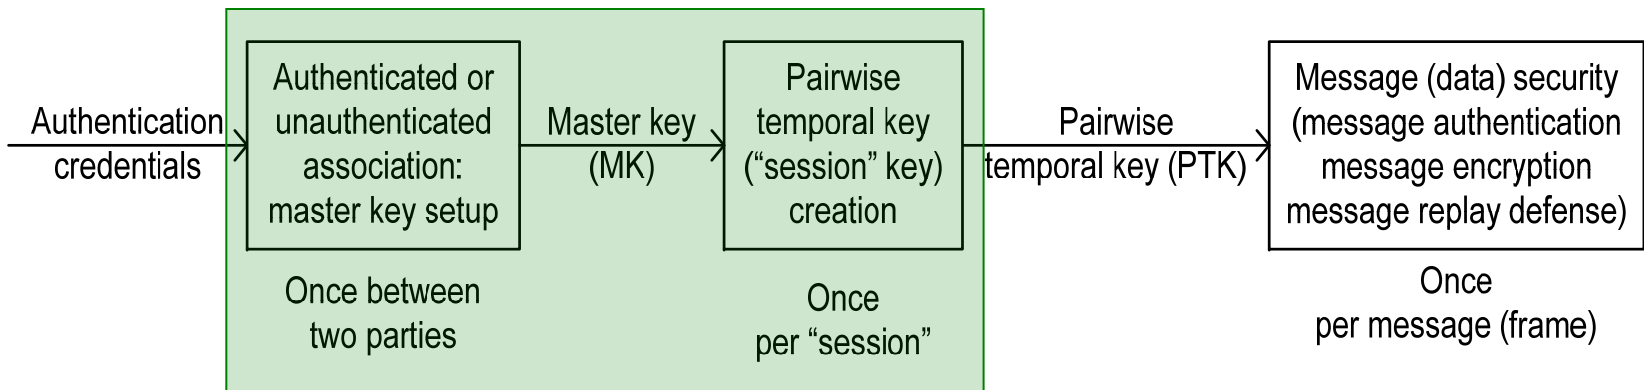 Authentication
credentials
Authenticated or
unauthenticated
association:
master key setup
Once between
two parties
Master key
(MK)
Pairwise
temporal key
(“session” key)
creation
Once
per “session”
Pairwise
temporal key (PTK)
Message (data) security
(message authentication
message encryption
message replay defense)
Once
per message (frame)